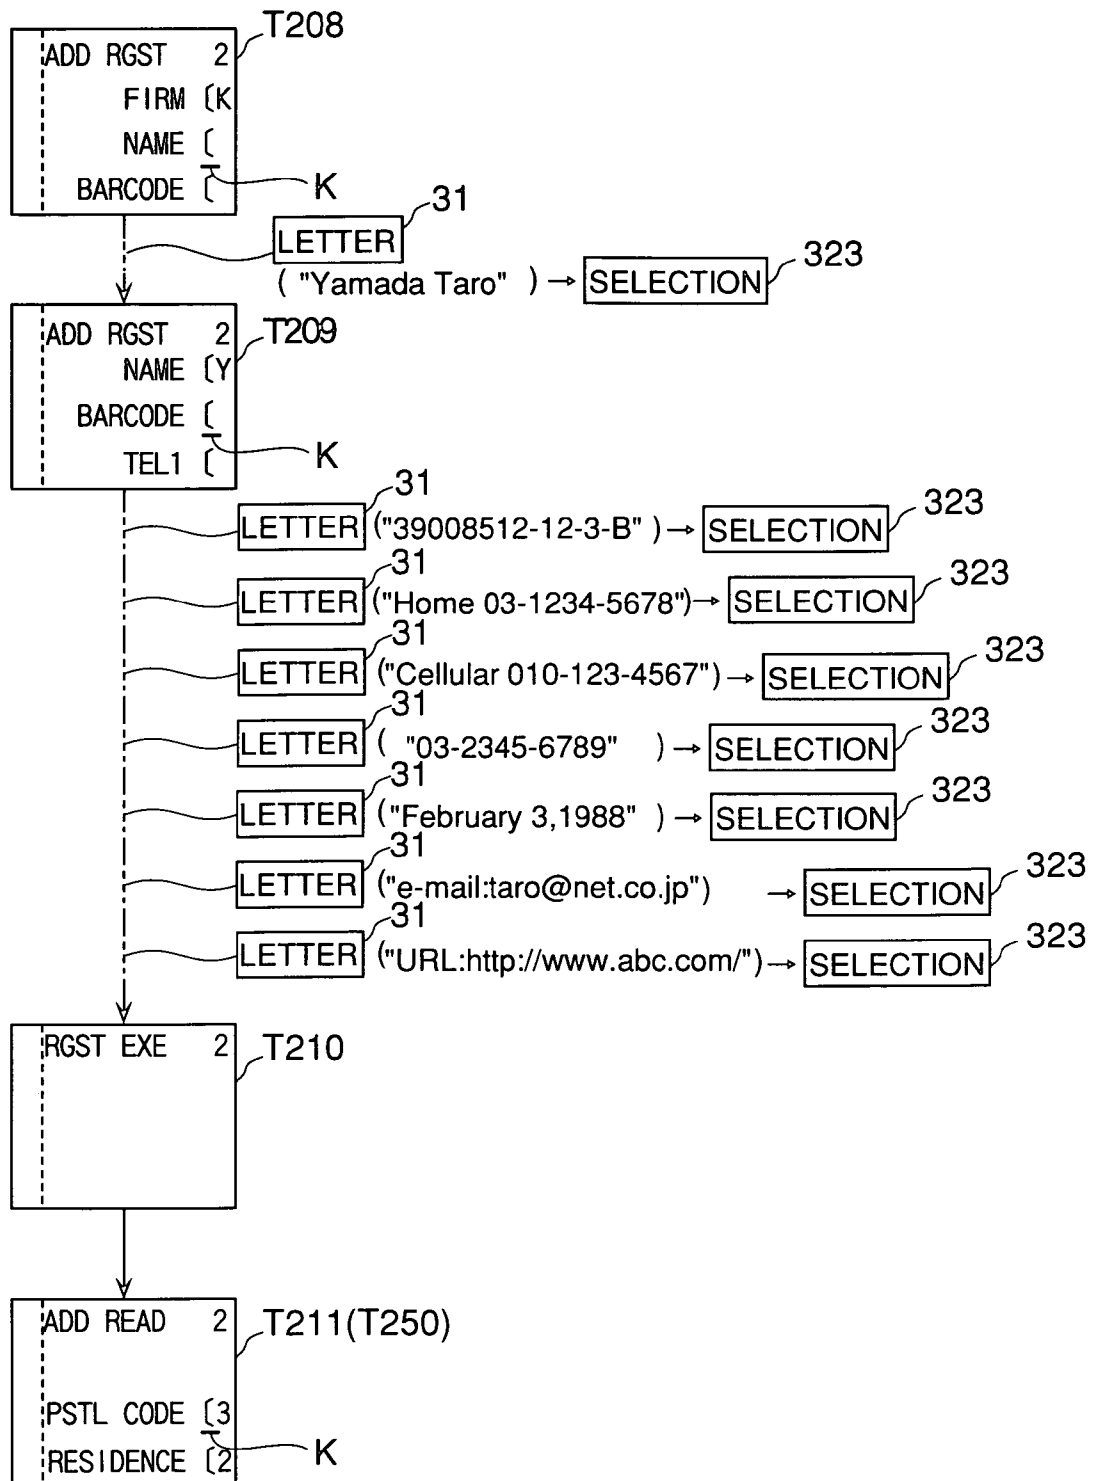 T208
ADD RGST 2
FIRM [K
NAME [
BARCODE [
K
31
LETTER
( "Yamada Taro" ) → SELECTION 323
T209
ADD RGST 2
NAME [Y
BARCODE [
TEL1 [
K
31
LETTER ("39008512-12-3-B" ) → SELECTION 323
31
LETTER ("Home 03-1234-5678") → SELECTION 323
31
LETTER ("Cellular 010-123-4567") → SELECTION 323
31
LETTER ( "03-2345-6789" ) → SELECTION 323
31
LETTER ("February 3,1988" ) → SELECTION 323
31
LETTER ("e-mail:taro@net.co.jp") → SELECTION 323
31
LETTER ("URL:http://www.abc.com/") → SELECTION 323
RGST EXE 2
T210
ADD READ 2
T211(T250)
PSTL CODE [3
RESIDENCE [2
K